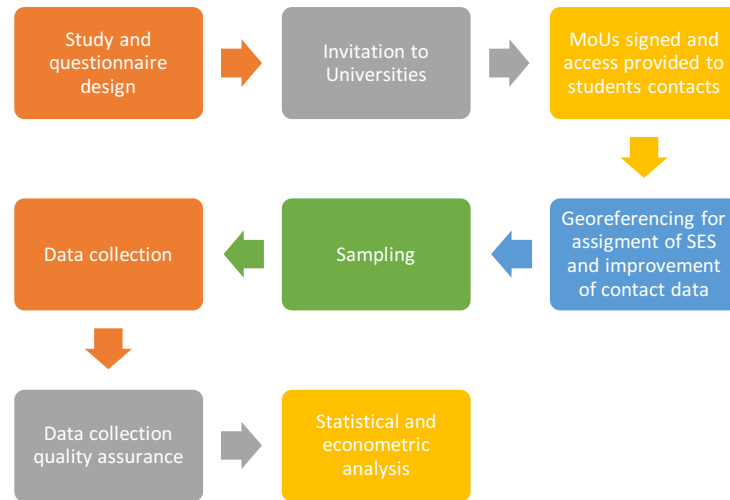 Study and
questionnaire
design
Invitation to
Universities
MoUs signed and
access provided to
students contacts
Georeferencing for
assigment of SES
and improvement
of contact data
Sampling
Data collection
Data collection
quality assurance
Statistical and
econometric
analysis